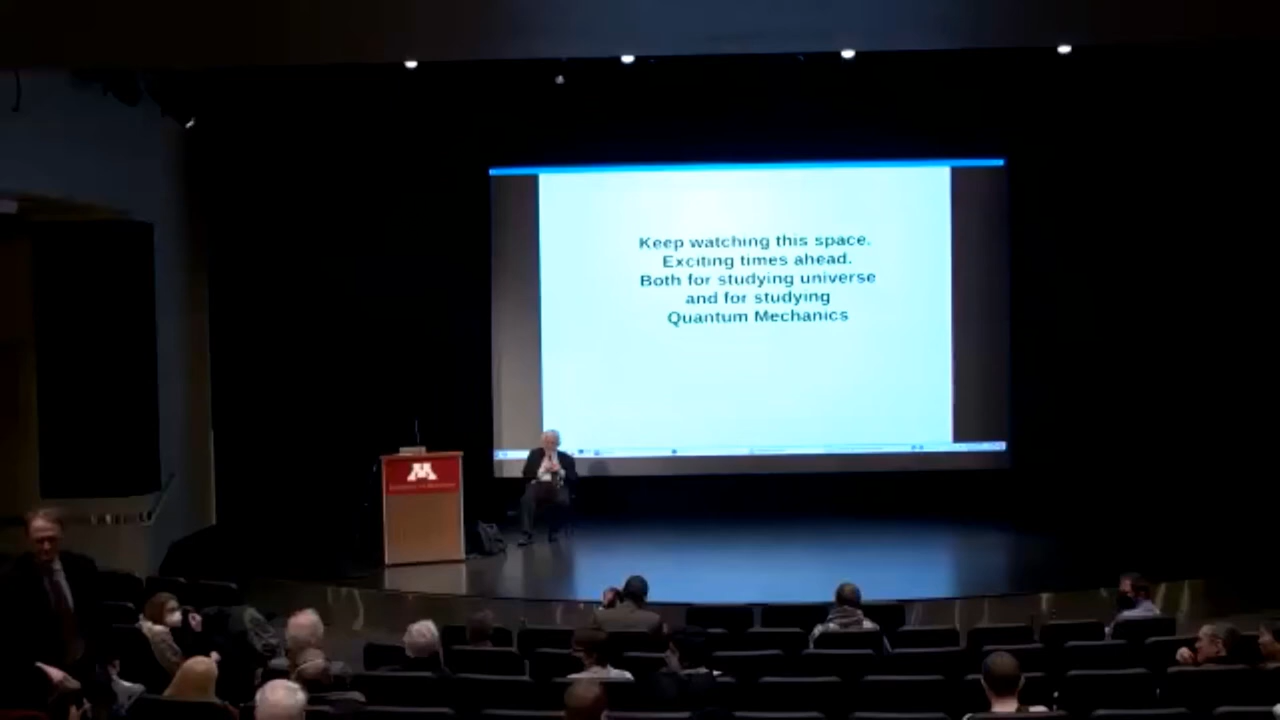 Keep watching this space.
Exciting times ahead.
Both for studying universe
and for studying
Quantum Mechanics
M